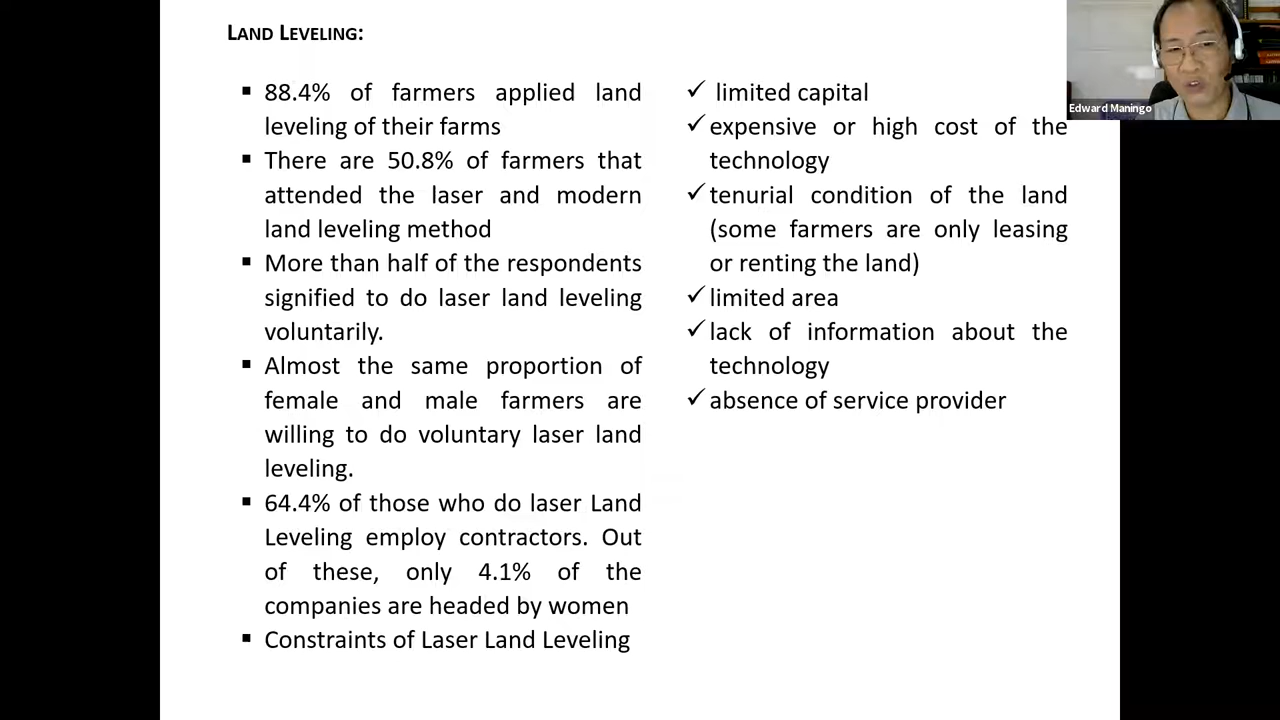 LAND LEVELING:
▪ 88.4% of farmers applied land
leveling of their farms
▪ There are 50.8% of farmers that
attended the laser and modern
land leveling method
▪ More than half of the respondents
signified to do laser land leveling
voluntarily.
▪ Almost the same proportion of
female and male farmers are
willing to do voluntary laser land
leveling.
▪ 64.4% of those who do laser Land
Leveling employ contractors. Out
of these, only 4.1% of the
companies are headed by women
▪ Constraints of Laser Land Leveling
✓ limited capital
✓ expensive or high cost of the
technology
✓ tenurial condition of the land
(some farmers are only leasing
or renting the land)
✓ limited area
✓ lack of information about the
technology
✓ absence of service provider
Edward Maningo